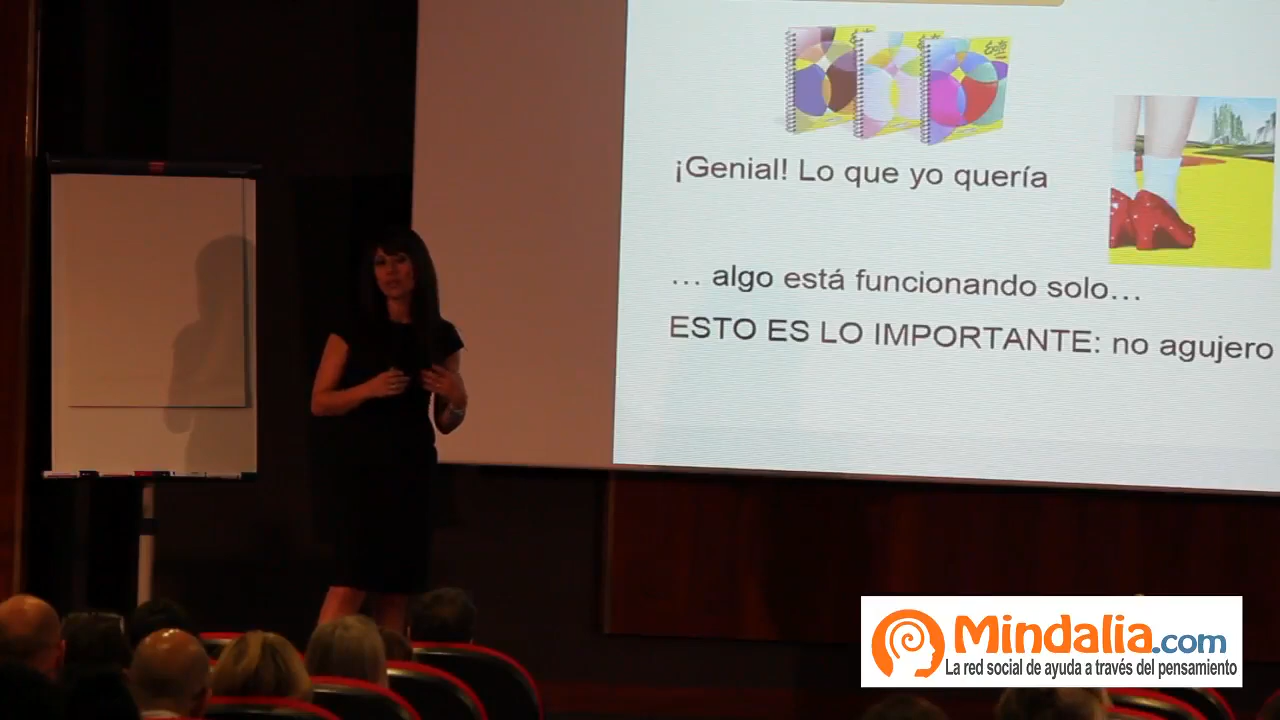 ¡Genial! Lo que yo quería
... algo está funcionando solo...
ESTO ES LO IMPORTANTE: no agujero
Mindalia.com
La red social de ayuda a través del pensamiento